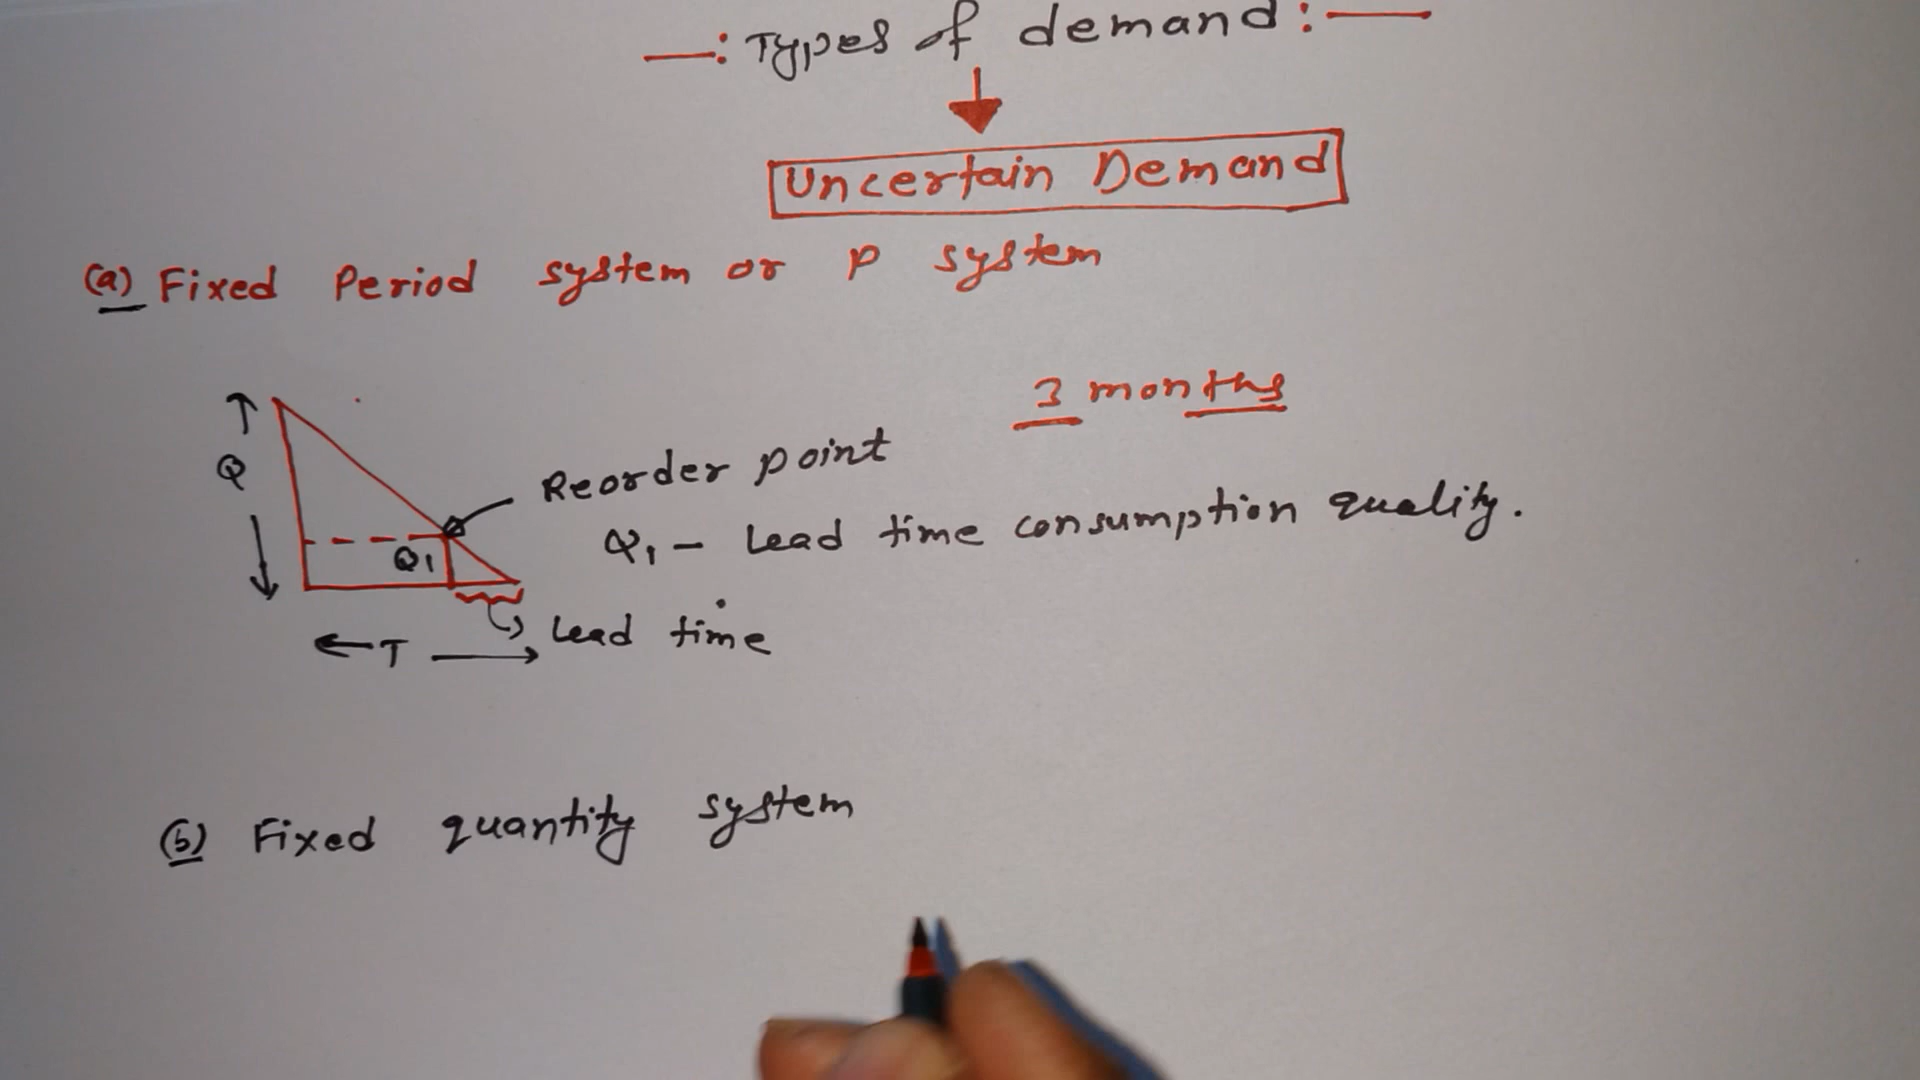 Types of demand:
Uncertain Demand
(a) Fixed Period system or P system
3 months
Q
Reorder point
Q1
Q1 - Lead time consumption quality.
T
Lead time
(b) Fixed quantity system